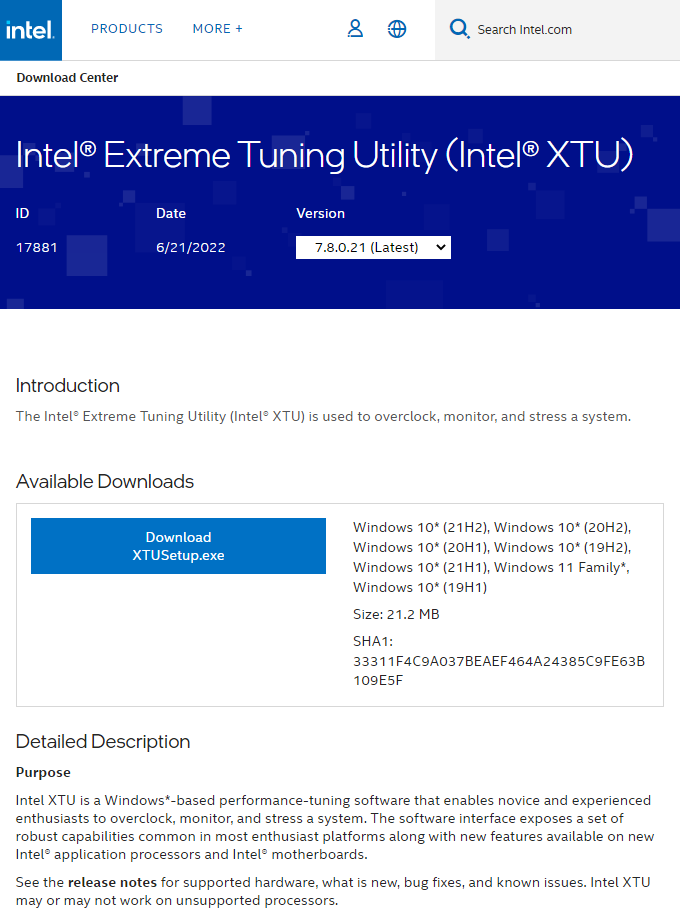 intel.
PRODUCTS
MORE +
Search Intel.com
Download Center
Intel® Extreme Tuning Utility (Intel® XTU)
ID
Date
Version
17881
6/21/2022
7.8.0.21 (Latest)
Introduction
The Intel® Extreme Tuning Utility (Intel® XTU) is used to overclock, monitor, and stress a system.
Available Downloads
Download
XTUSetup.exe
Windows 10* (21H2), Windows 10* (20H2),
Windows 10* (20H1), Windows 10* (19H2),
Windows 10* (21H1), Windows 11 Family*,
Windows 10* (19H1)
Size: 21.2 MB
SHA1:
33311F4C9A037BEAEF464A24385C9FE63B
109E5F
Detailed Description
Purpose
Intel XTU is a Windows*-based performance-tuning software that enables novice and experienced
enthusiasts to overclock, monitor, and stress a system. The software interface exposes a set of
robust capabilities common in most enthusiast platforms along with new features available on new
Intel® application processors and Intel® motherboards.
See the release notes for supported hardware, what is new, bug fixes, and known issues. Intel XTU
may or may not work on unsupported processors.